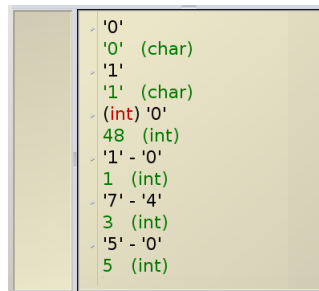 '0'
'0' (char)
'1'
'1' (char)
(int) '0'
48 (int)
'1' - '0'
1 (int)
'7' - '4'
3 (int)
'5' - '0'
5 (int)